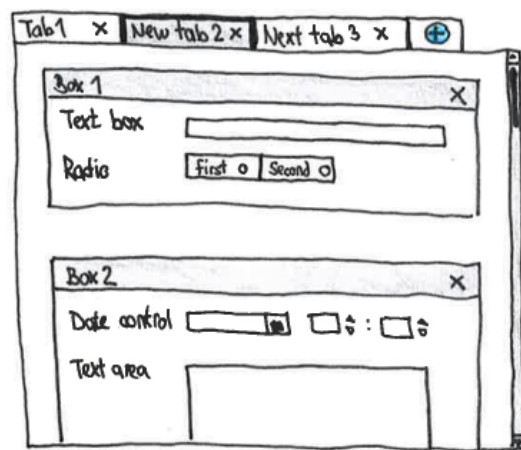 Tab1 x New tab 2 x Next tab 3 x
Box 1 x
Text box
Radio First Second
Box 2 x
Date control :
Text area